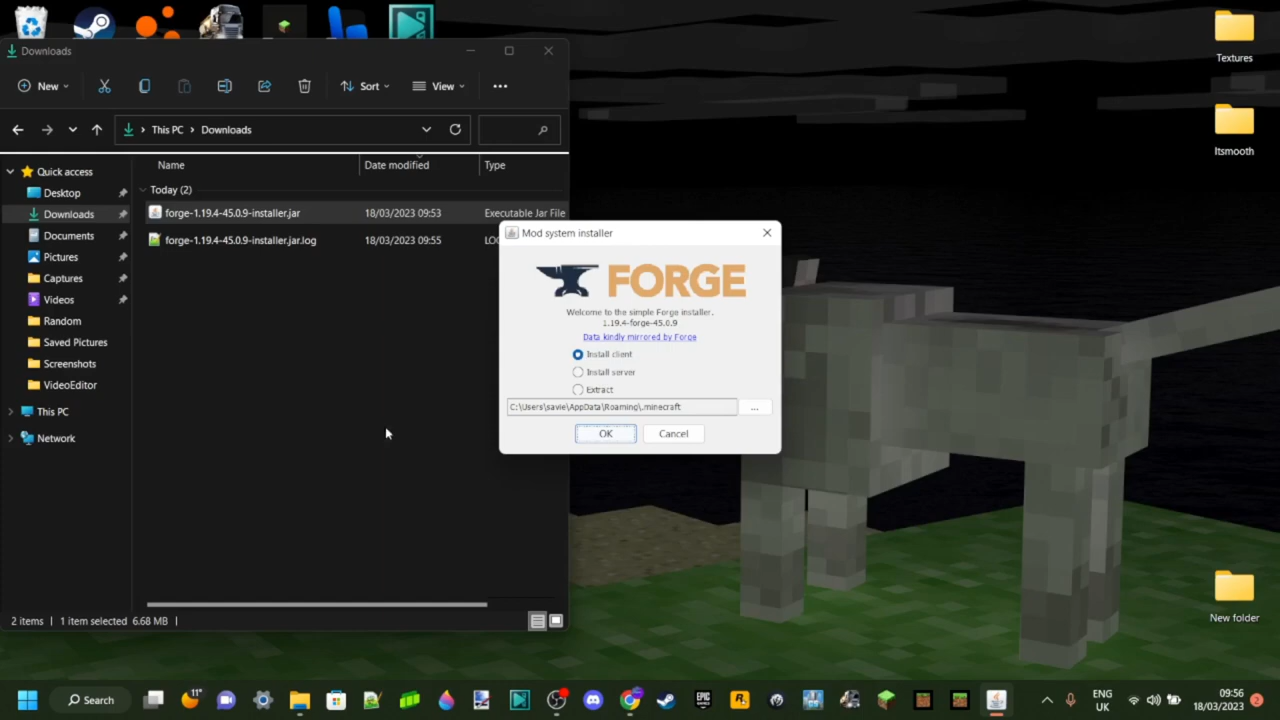 Downloads
New
Sort
View
This PC
Downloads
Name
Date modified
Type
Today (2)
forge-1.19.4-45.0.9-installer.jar
18/03/2023 09:53
Executable Jar File
forge-1.19.4-45.0.9-installer.jar.log
18/03/2023 09:55
LOG
Quick access
Desktop
Downloads
Documents
Pictures
Captures
Videos
Random
Saved Pictures
Screenshots
VideoEditor
This PC
Network
2 items
1 item selected 6.68 MB
Mod system installer
FORGE
Welcome to the simple Forge installer.
1.19.4-forge-45.0.9
Data kindly mirrored by Forge
Install client
Install server
Extract
C:\Users\savie\AppData\Roaming\.minecraft
...
OK
Cancel
Textures
Itsmooth
New folder
Search
11°
EPIC
ENG
UK
09:56
18/03/2023
2